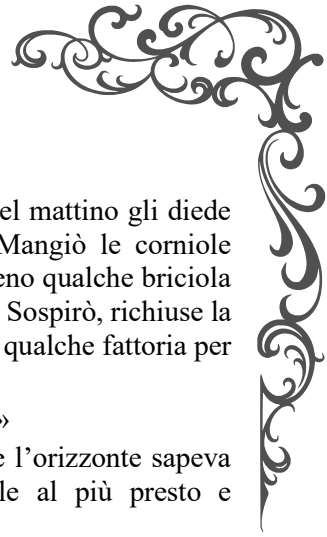 el mattino gli diede
Mangiò le corniole
eno qualche briciola
Sospirò, richiuse la
qualche fattoria per
»
e l’orizzonte sapeva
le al più presto e